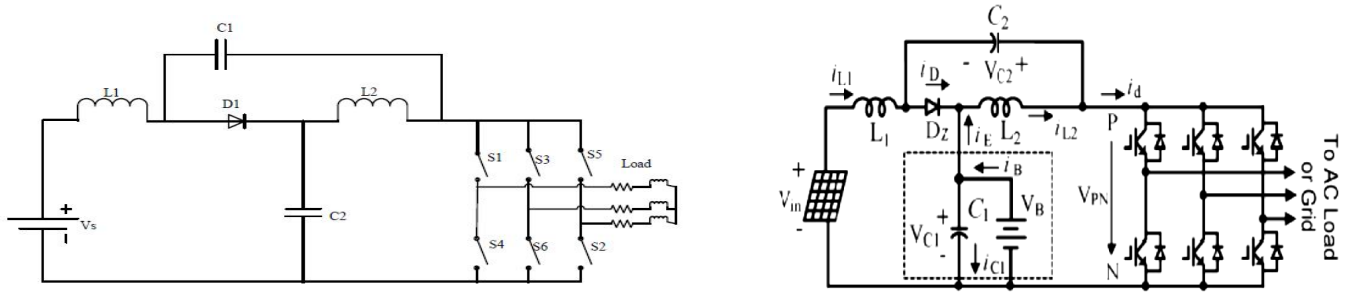 C1
L1
D1
L2
C2
Vs
+
S1
S3
S5
Load
S4
S6
S2
C2
- VC2 +
iL1
iD
id
L1
Dz
L2
iL2
iE
iB
P
+
Vin
-
VC1
+
-
C1
VB
iC1
VPN
N
To AC Load
or Grid